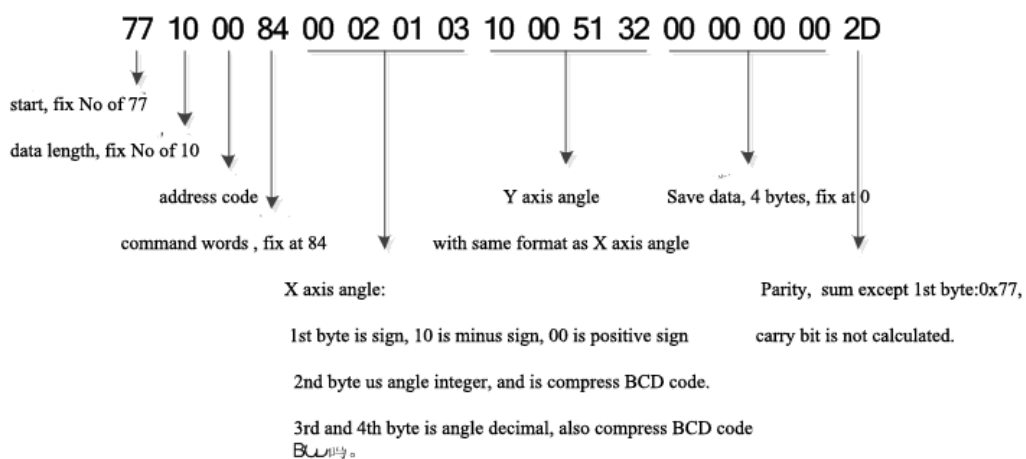 77 10 00 84 00 02 01 03 10 00 51 32 00 00 00 00 2D
start, fix No of 77
data length, fix No of 10
address code
Y axis angle
Save data, 4 bytes, fix at 0
command words , fix at 84
with same format as X axis angle
X axis angle:
Parity, sum except 1st byte:0x77,
1st byte is sign, 10 is minus sign, 00 is positive sign
carry bit is not calculated.
2nd byte us angle integer, and is compress BCD code.
3rd and 4th byte is angle decimal, also compress BCD code